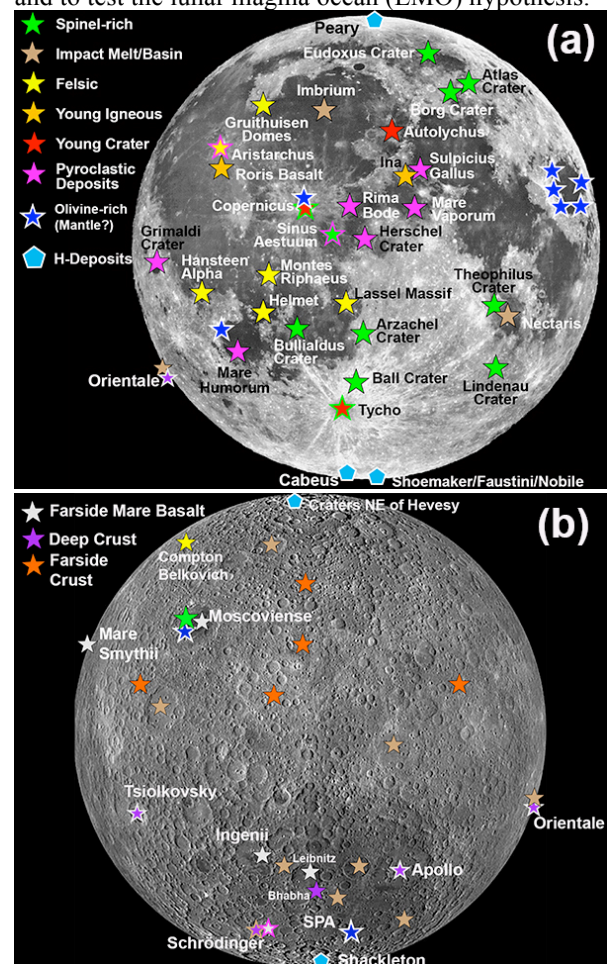 and to test the lunar magma ocean (LMO) hypothesis.
Spinel-rich
Impact Melt/Basin
Felsic
Young Igneous
Young Crater
Pyroclastic
Deposits
Olivine-rich
(Mantle?)
H-Deposits
(a)
Peary
Eudoxus Crater
Atlas
Crater
Borg Crater
Imbrium
Gruithuisen
Domes
Autolychus
Aristarchus
Roris Basalt
Ina
Sulpicius
Gallus
Copernicus
Rima
Bode
Mare
Vaporum
Sinus
Aestuum
Herschel
Crater
Grimaldi
Crater
Hansteen
Alpha
Montes
Riphaeus
Theophilus
Crater
Helmet
Lassel Massif
Nectaris
Bullialdus
Crater
Arzachel
Crater
Mare
Humorum
Orientale
Ball Crater
Lindenau
Crater
Tycho
Cabeus
Shoemaker/Faustini/Nobile
Farside Mare Basalt
Deep Crust
Farside
Crust
(b)
Craters NE of Hevesy
Compton
Belkovich
Moscoviense
Mare
Smythii
Tsiolkovsky
Orientale
Ingenii
Leibnitz
Apollo
Bhabha
SPA
Schrödinger
Shackleton